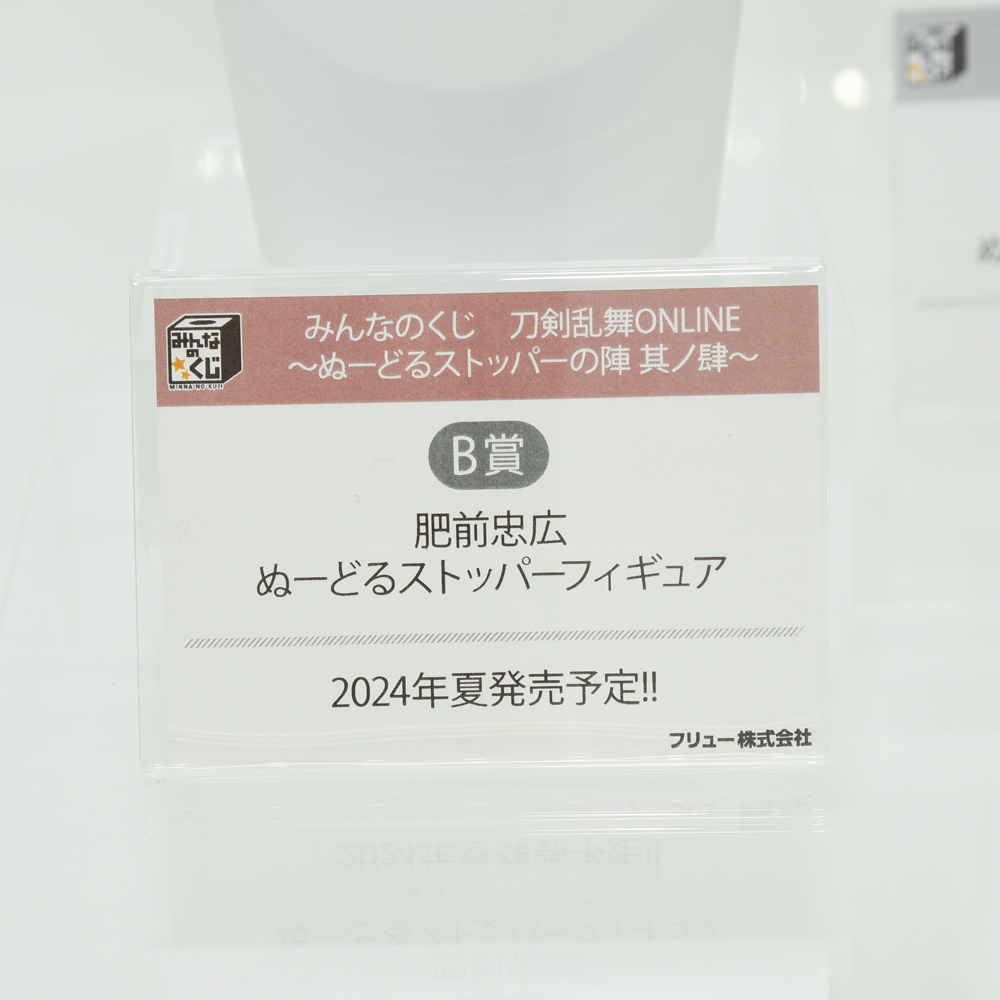 みんなのくじ　刀剣乱舞ONLINE
～ぬーどるストッパーの陣 其ノ肆～
みんな
の
くじ
MINNA NO KUJI
B賞
肥前忠広
ぬーどるストッパーフィギュア
2024年夏発売予定!!
フリュー株式会社